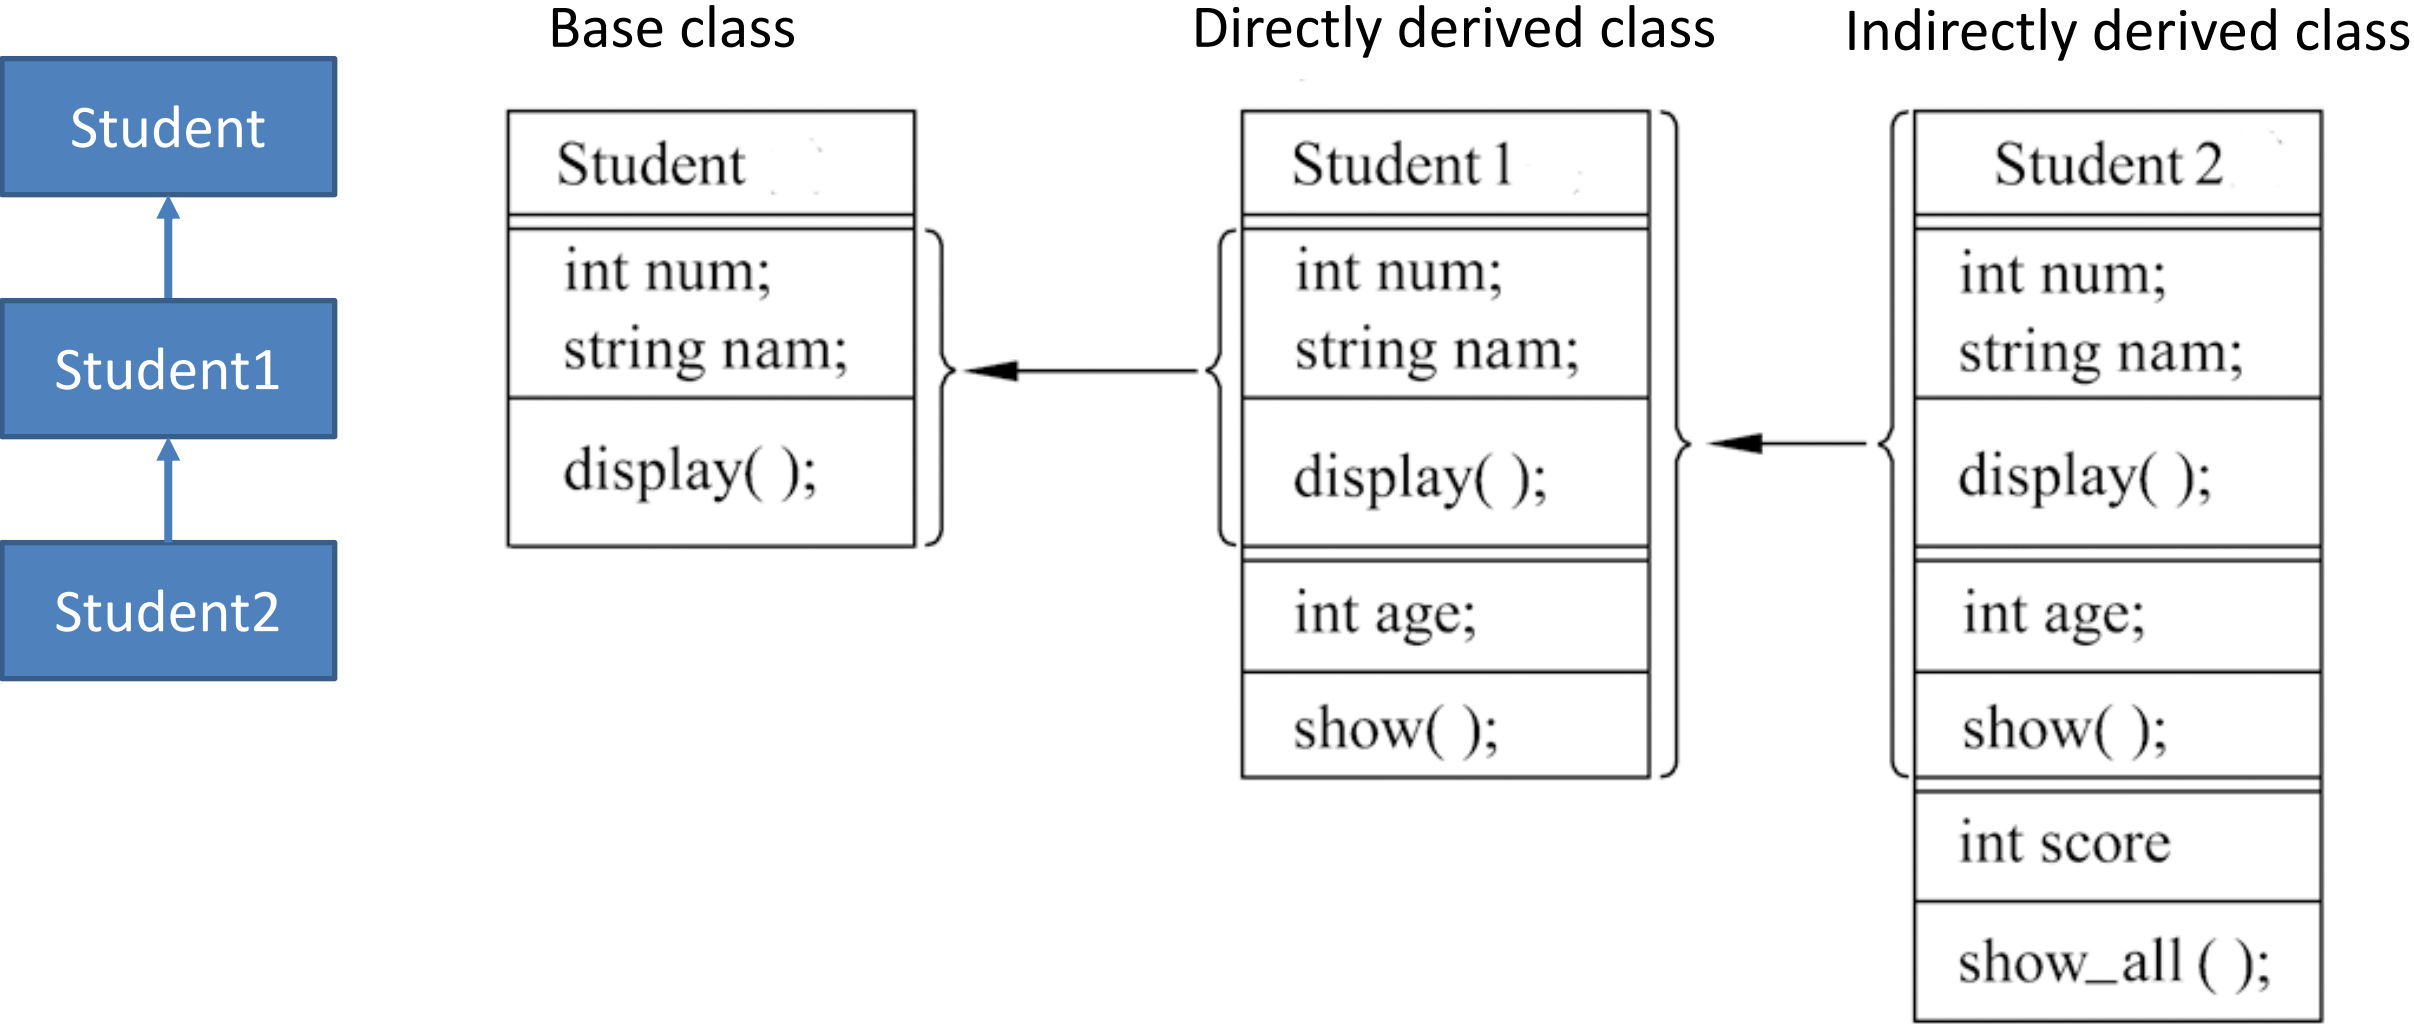 Base class
Directly derived class
Indirectly derived class
Student
Student1
Student2
Student
int num;
string nam;
display( );
Student 1
int num;
string nam;
display( );
int age;
show( );
Student 2
int num;
string nam;
display( );
int age;
show( );
int score
show_all ( );